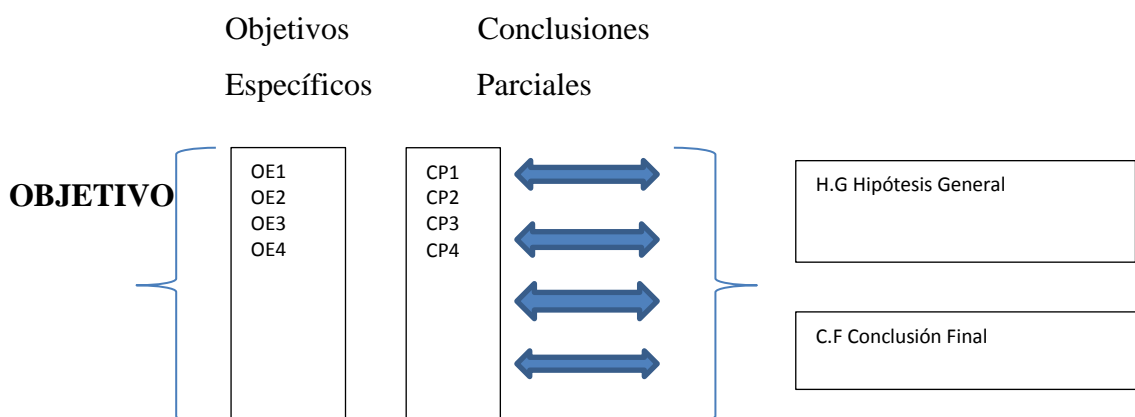 Objetivos
Específicos
Conclusiones
Parciales
OBJETIVO
OE1
OE2
OE3
OE4
CP1
CP2
CP3
CP4
H.G Hipótesis General
C.F Conclusión Final